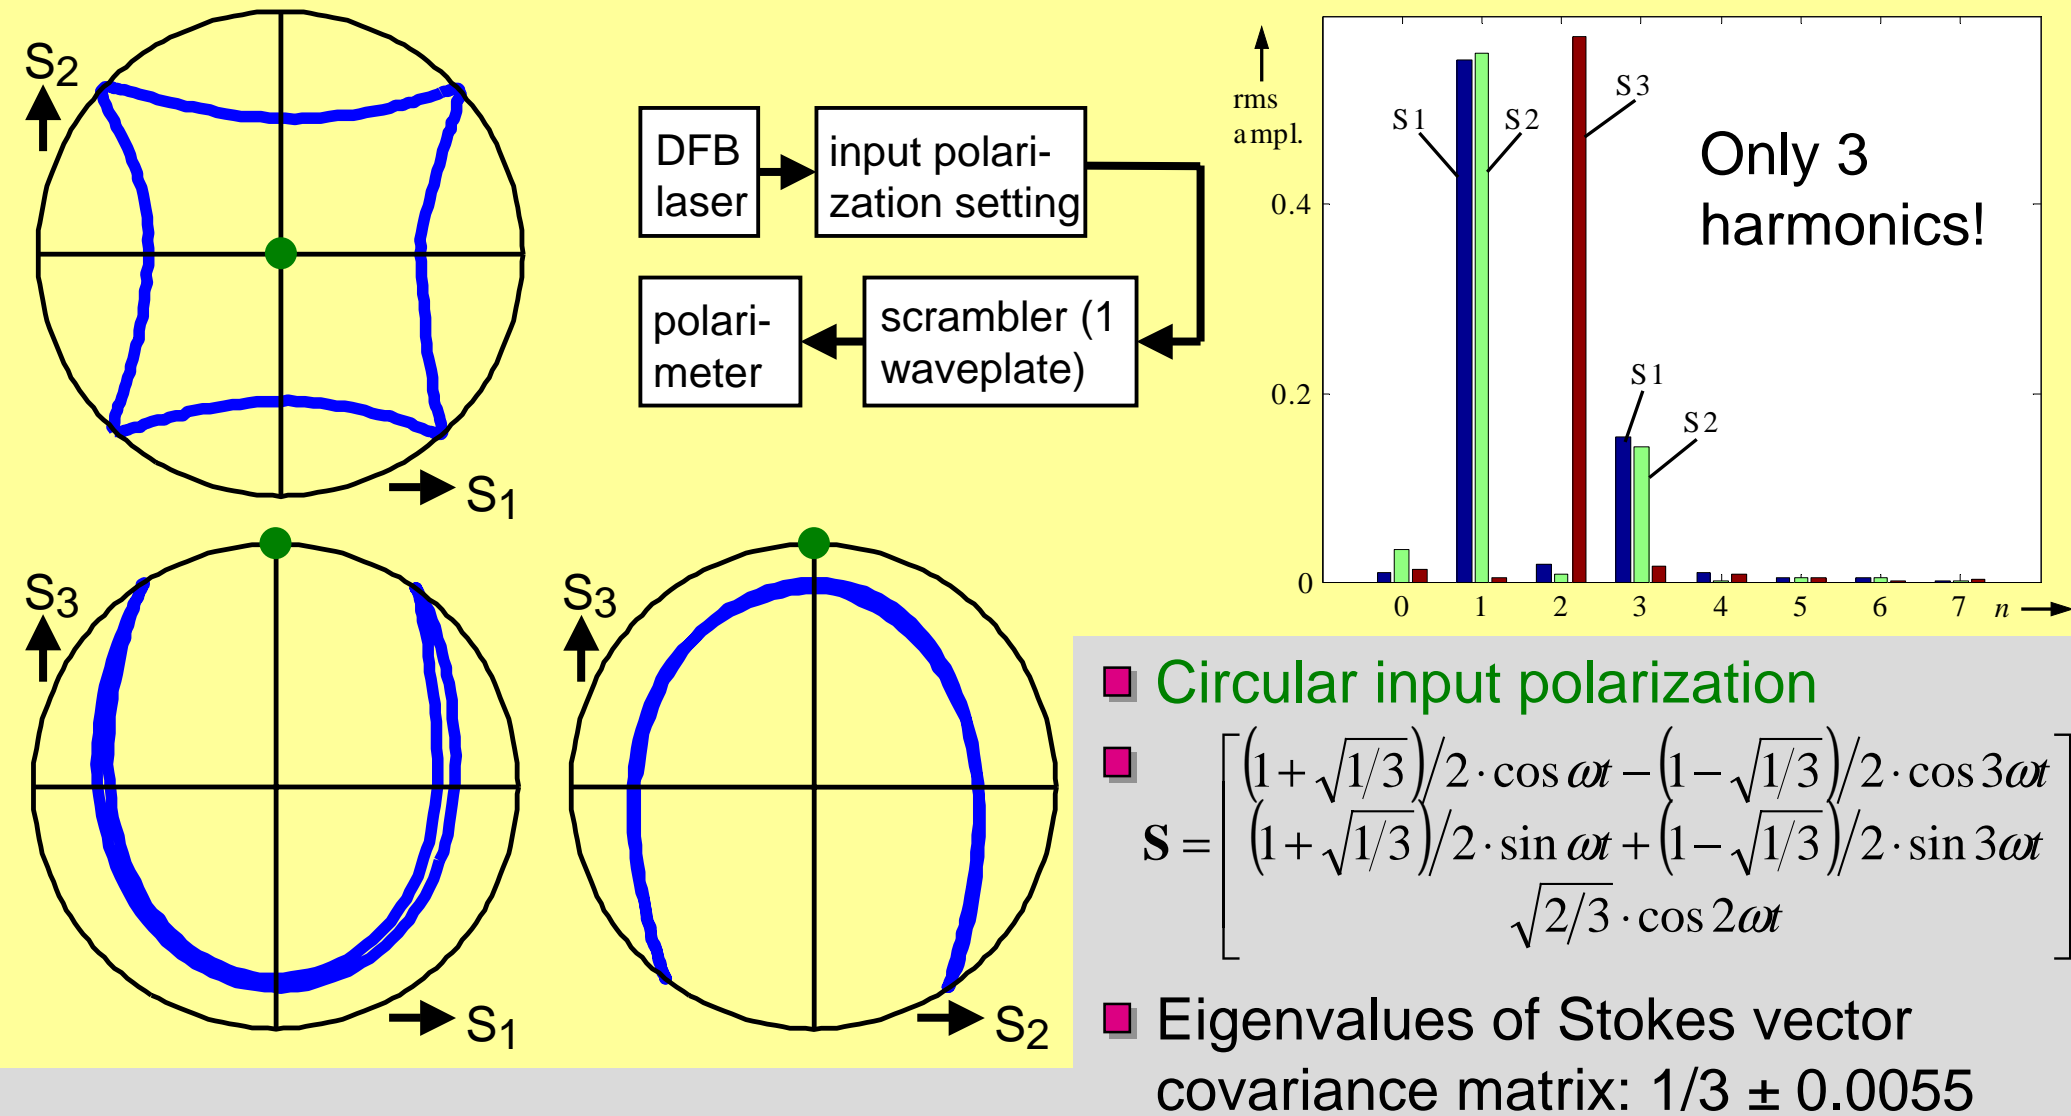 S2
S1
S3
S1
S3
S2
DFB
laser
input polari-
zation setting
polari-
meter
scrambler (1
waveplate)
rms
ampl.
0.4
0.2
0
S1
S2
S3
S1
S2
Only 3
harmonics!
0 1 2 3 4 5 6 7 n
Circular input polarization
S = [ (1 + √1/3)/2 · cos ωt − (1 − √1/3)/2 · cos 3ωt
(1 + √1/3)/2 · sin ωt + (1 − √1/3)/2 · sin 3ωt
√2/3 · cos 2ωt ]
Eigenvalues of Stokes vector
covariance matrix: 1/3 ± 0.0055